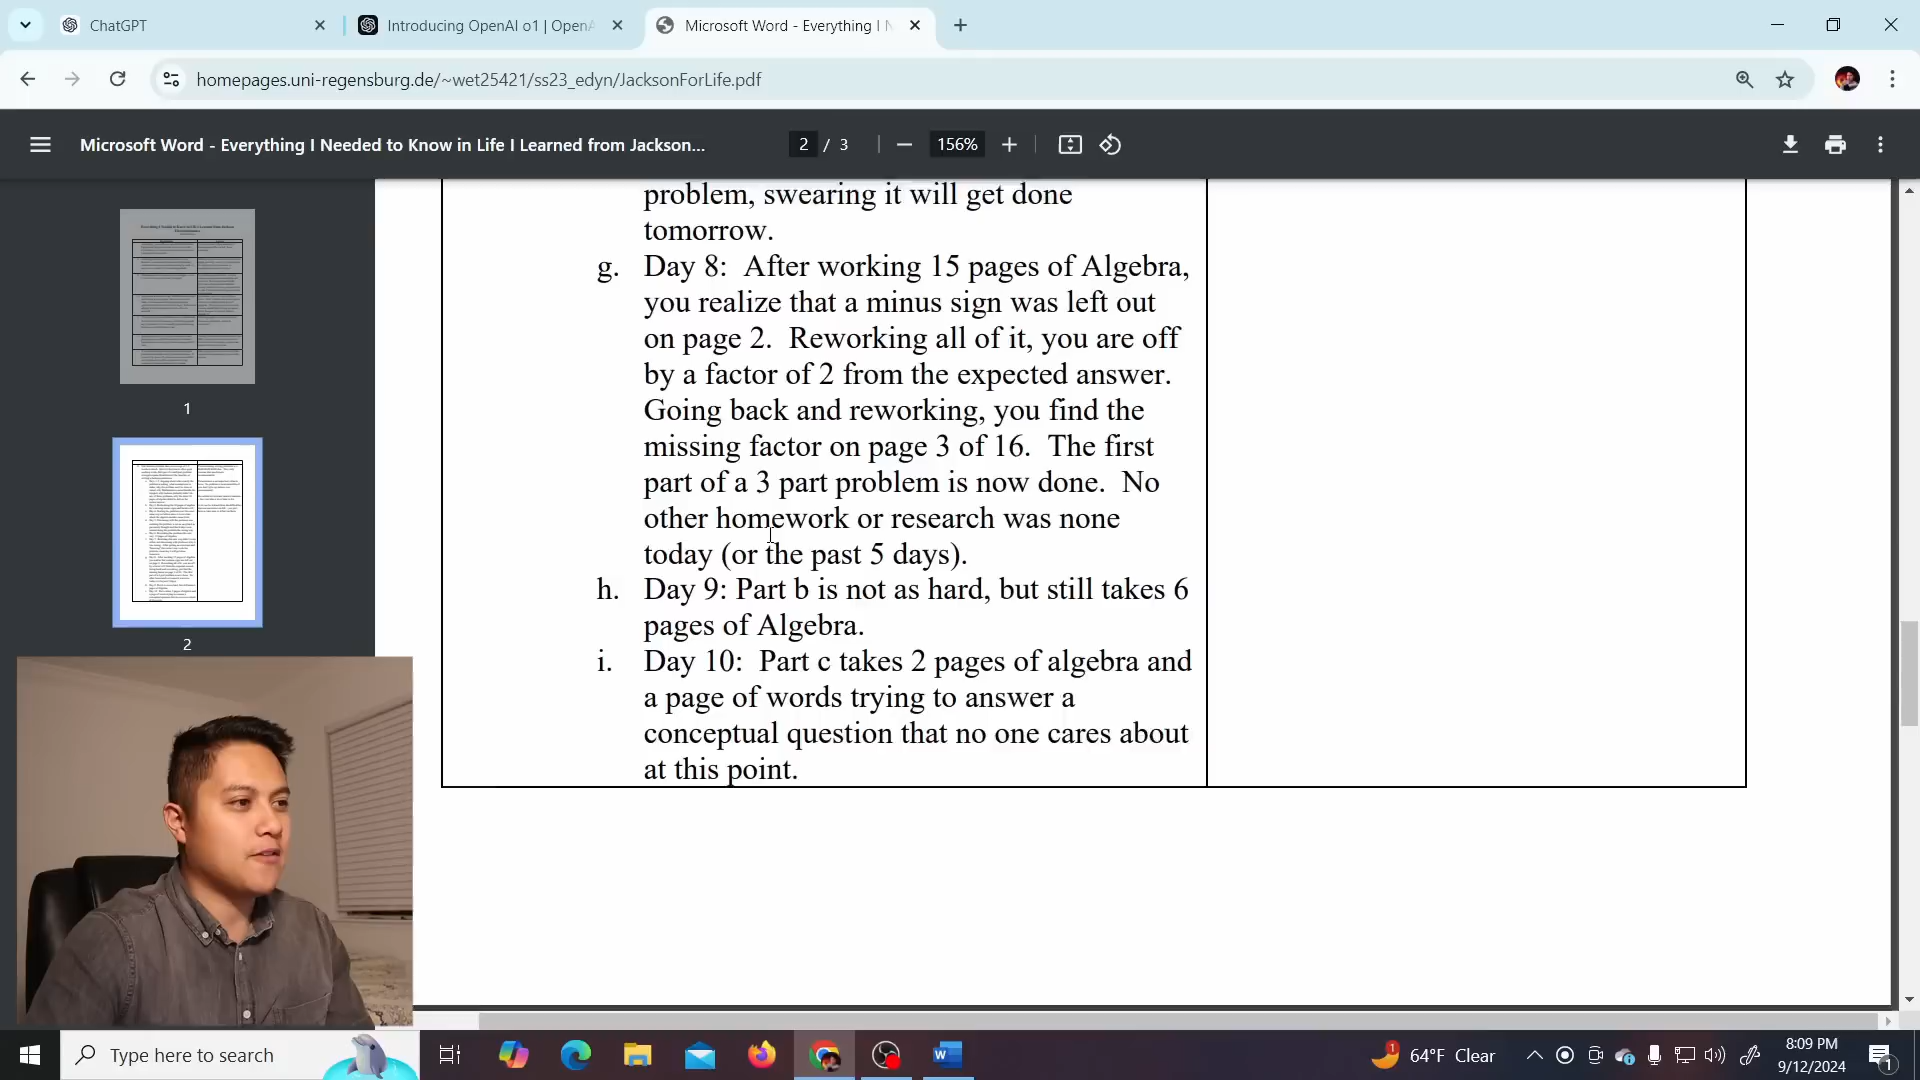 ChatGPT
Introducing OpenAI o1 | OpenA
Microsoft Word - Everything I N
homepages.uni-regensburg.de/~wet25421/ss23_edyn/JacksonForLife.pdf
Microsoft Word - Everything I Needed to Know in Life I Learned from Jackson...
2 / 3
156%
problem, swearing it will get done
tomorrow.
g. Day 8: After working 15 pages of Algebra,
you realize that a minus sign was left out
on page 2. Reworking all of it, you are off
by a factor of 2 from the expected answer.
Going back and reworking, you find the
missing factor on page 3 of 16. The first
part of a 3 part problem is now done. No
other homework or research was none
today (or the past 5 days).
h. Day 9: Part b is not as hard, but still takes 6
pages of Algebra.
i. Day 10: Part c takes 2 pages of algebra and
a page of words trying to answer a
conceptual question that no one cares about
at this point.
1
2
Type here to search
W
1
64°F Clear
8:09 PM
9/12/2024
1